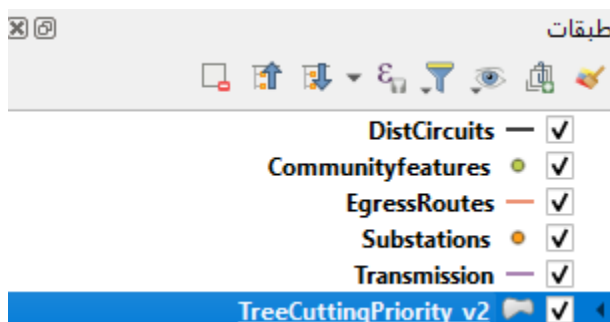 طبقات
DistCircuits
Communityfeatures
EgressRoutes
Substations
Transmission
TreeCuttingPriority_v2